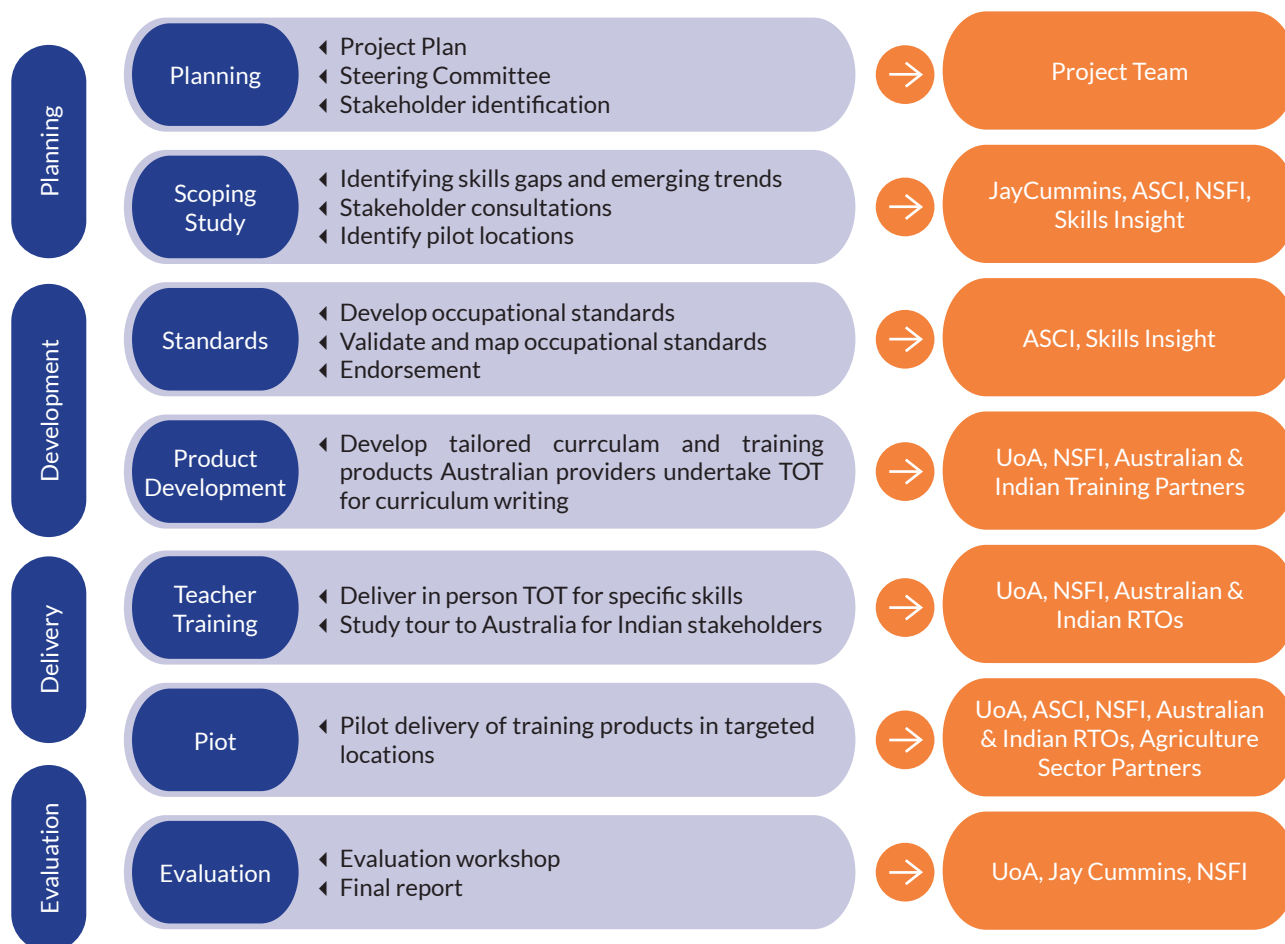 Planning
Planning
Project Plan
Steering Committee
Stakeholder identification
Project Team
Scoping
Study
Identifying skills gaps and emerging trends
Stakeholder consultations
Identify pilot locations
JayCummins, ASCI, NSFI,
Skills Insight
Development
Standards
Develop occupational standards
Validate and map occupational standards
Endorsement
ASCI, Skills Insight
Product
Development
Develop tailored currculam and training
products Australian providers undertake TOT
for curriculum writing
UoA, NSFI, Australian &
Indian Training Partners
Delivery
Teacher
Training
Deliver in person TOT for specific skills
Study tour to Australia for Indian stakeholders
UoA, NSFI, Australian &
Indian RTOs
Piot
Pilot delivery of training products in targeted
locations
UoA, ASCI, NSFI, Australian
& Indian RTOs, Agriculture
Sector Partners
Evaluation
Evaluation
Evaluation workshop
Final report
UoA, Jay Cummins, NSFI